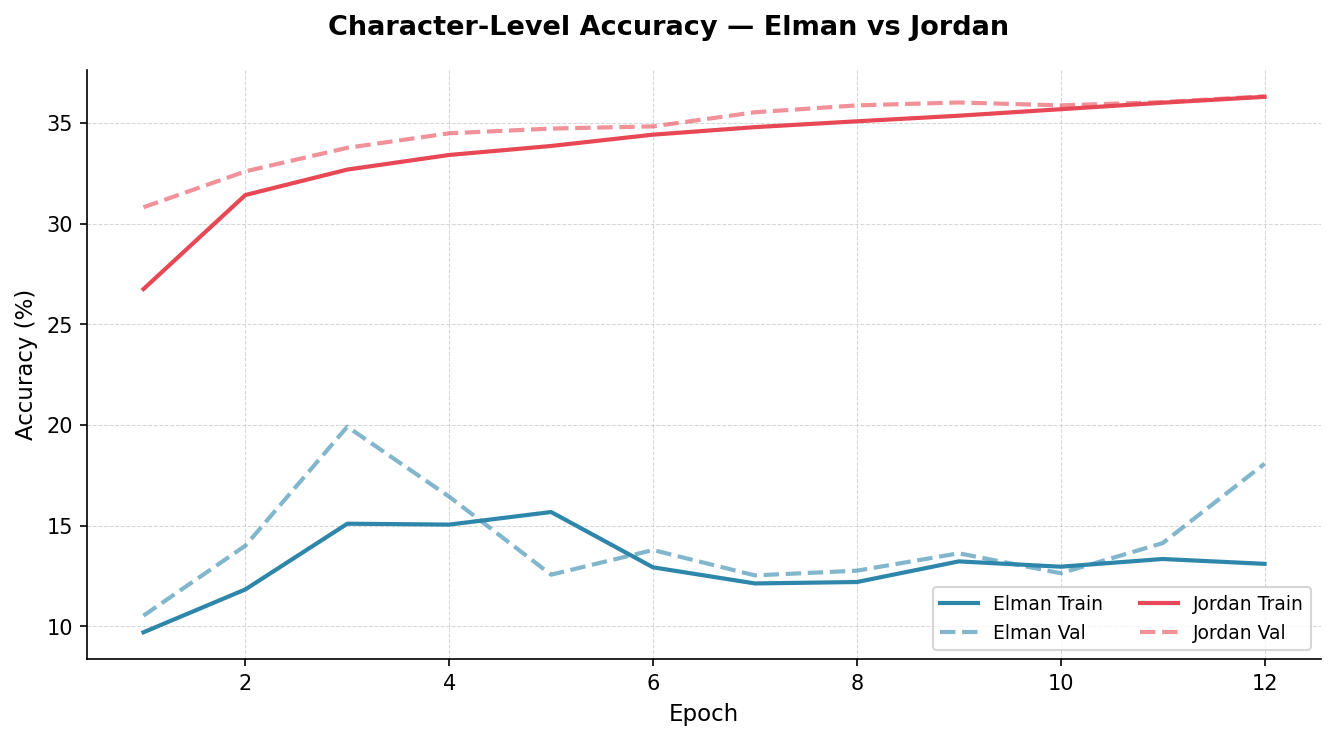 Character-Level Accuracy — Elman vs Jordan
Accuracy (%)
35
30
25
20
15
10
2 4 6 8 10 12
Epoch
Elman Train Jordan Train
Elman Val Jordan Val